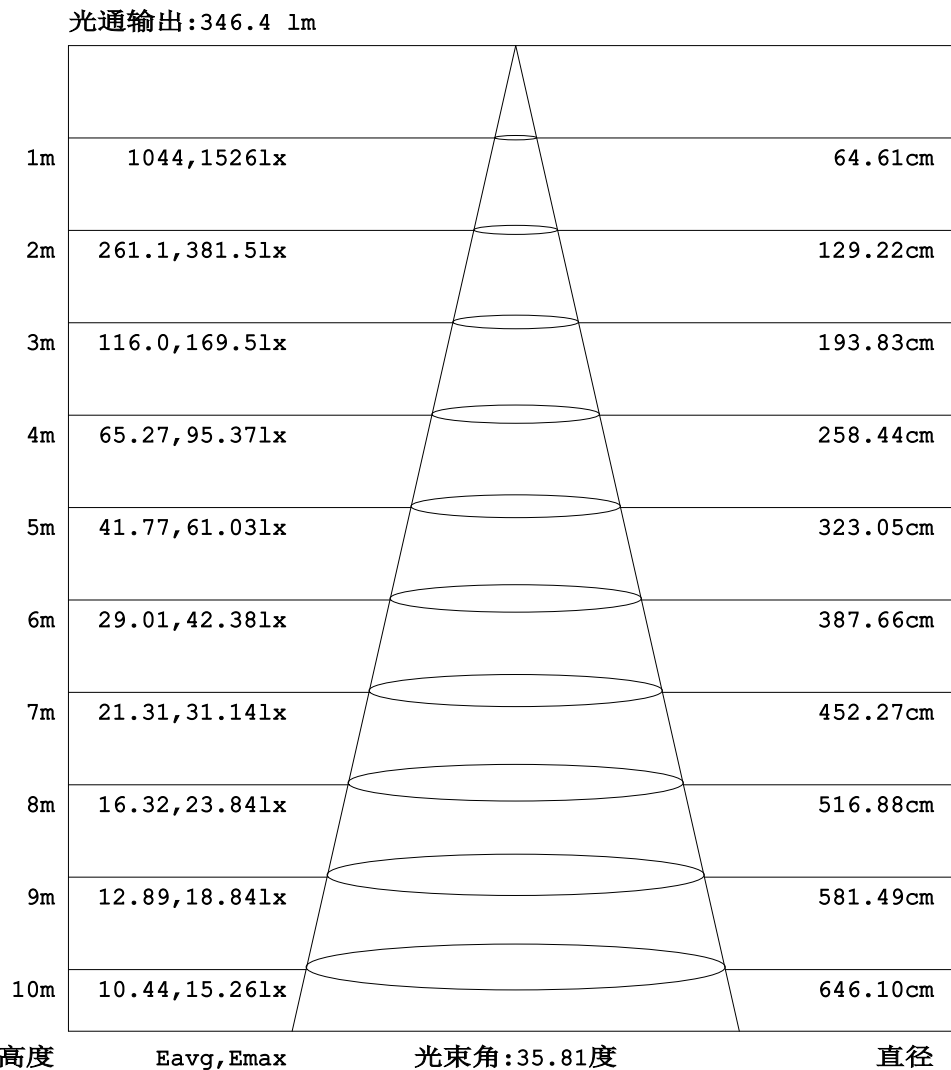 光通输出:346.4 lm
1m 1044,1526lx 64.61cm
2m 261.1,381.5lx 129.22cm
3m 116.0,169.5lx 193.83cm
4m 65.27,95.37lx 258.44cm
5m 41.77,61.03lx 323.05cm
6m 29.01,42.38lx 387.66cm
7m 21.31,31.14lx 452.27cm
8m 16.32,23.84lx 516.88cm
9m 12.89,18.84lx 581.49cm
10m 10.44,15.26lx 646.10cm
高度 Eavg,Emax 光束角:35.81度 直径